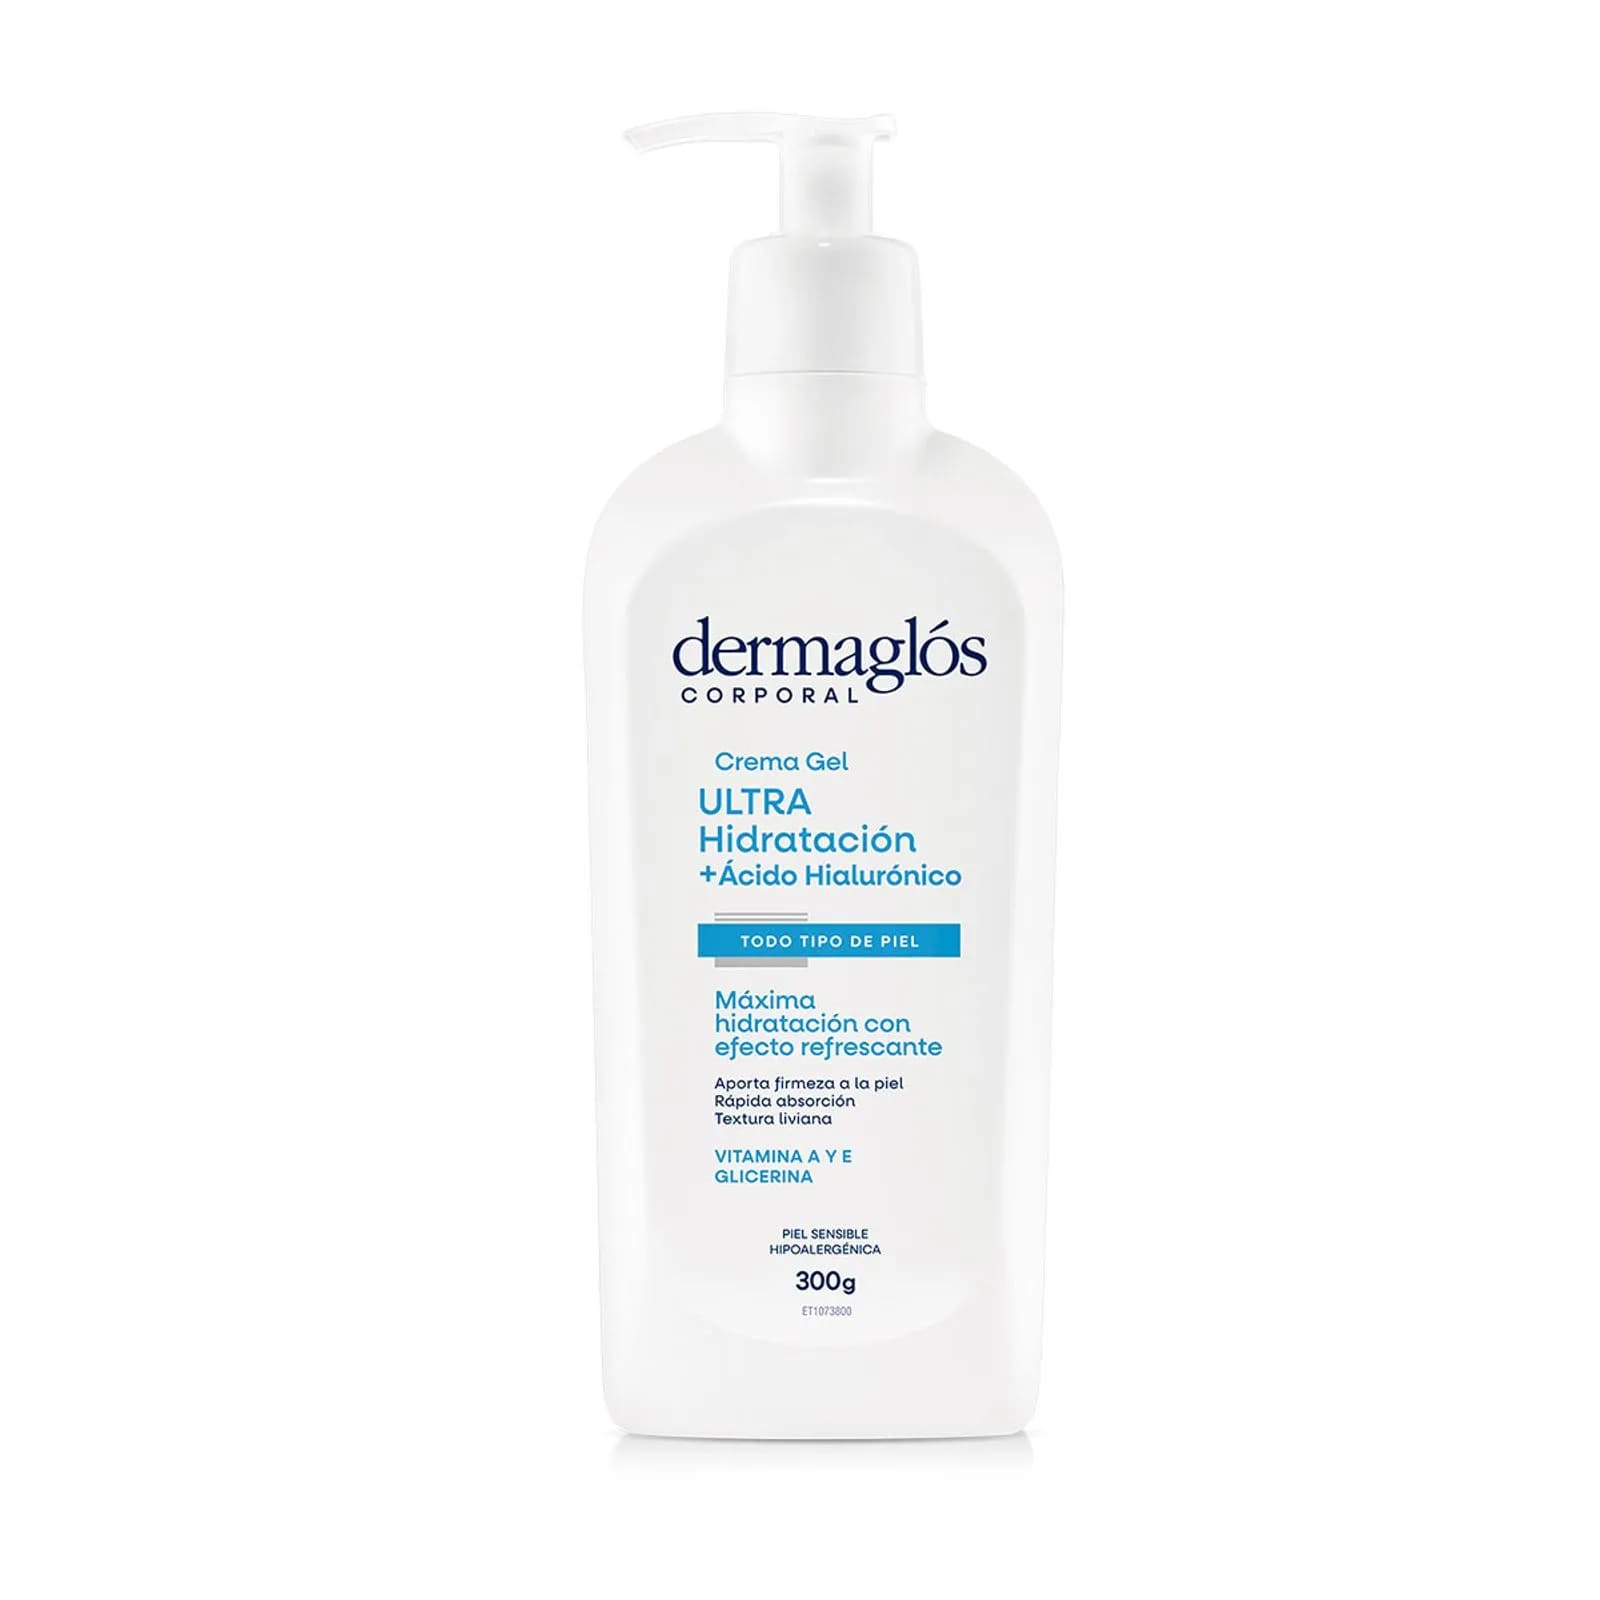 dermaglós
CORPORAL
Crema Gel
ULTRA
Hidratación
+Ácido Hialurónico
TODO TIPO DE PIEL
Máxima
hidratación con
efecto refrescante
Aporta firmeza a la piel
Rápida absorción
Textura liviana
VITAMINA A Y E
GLICERINA
PIEL SENSIBLE
HIPOALERGÉNICA
300g
ET1073800